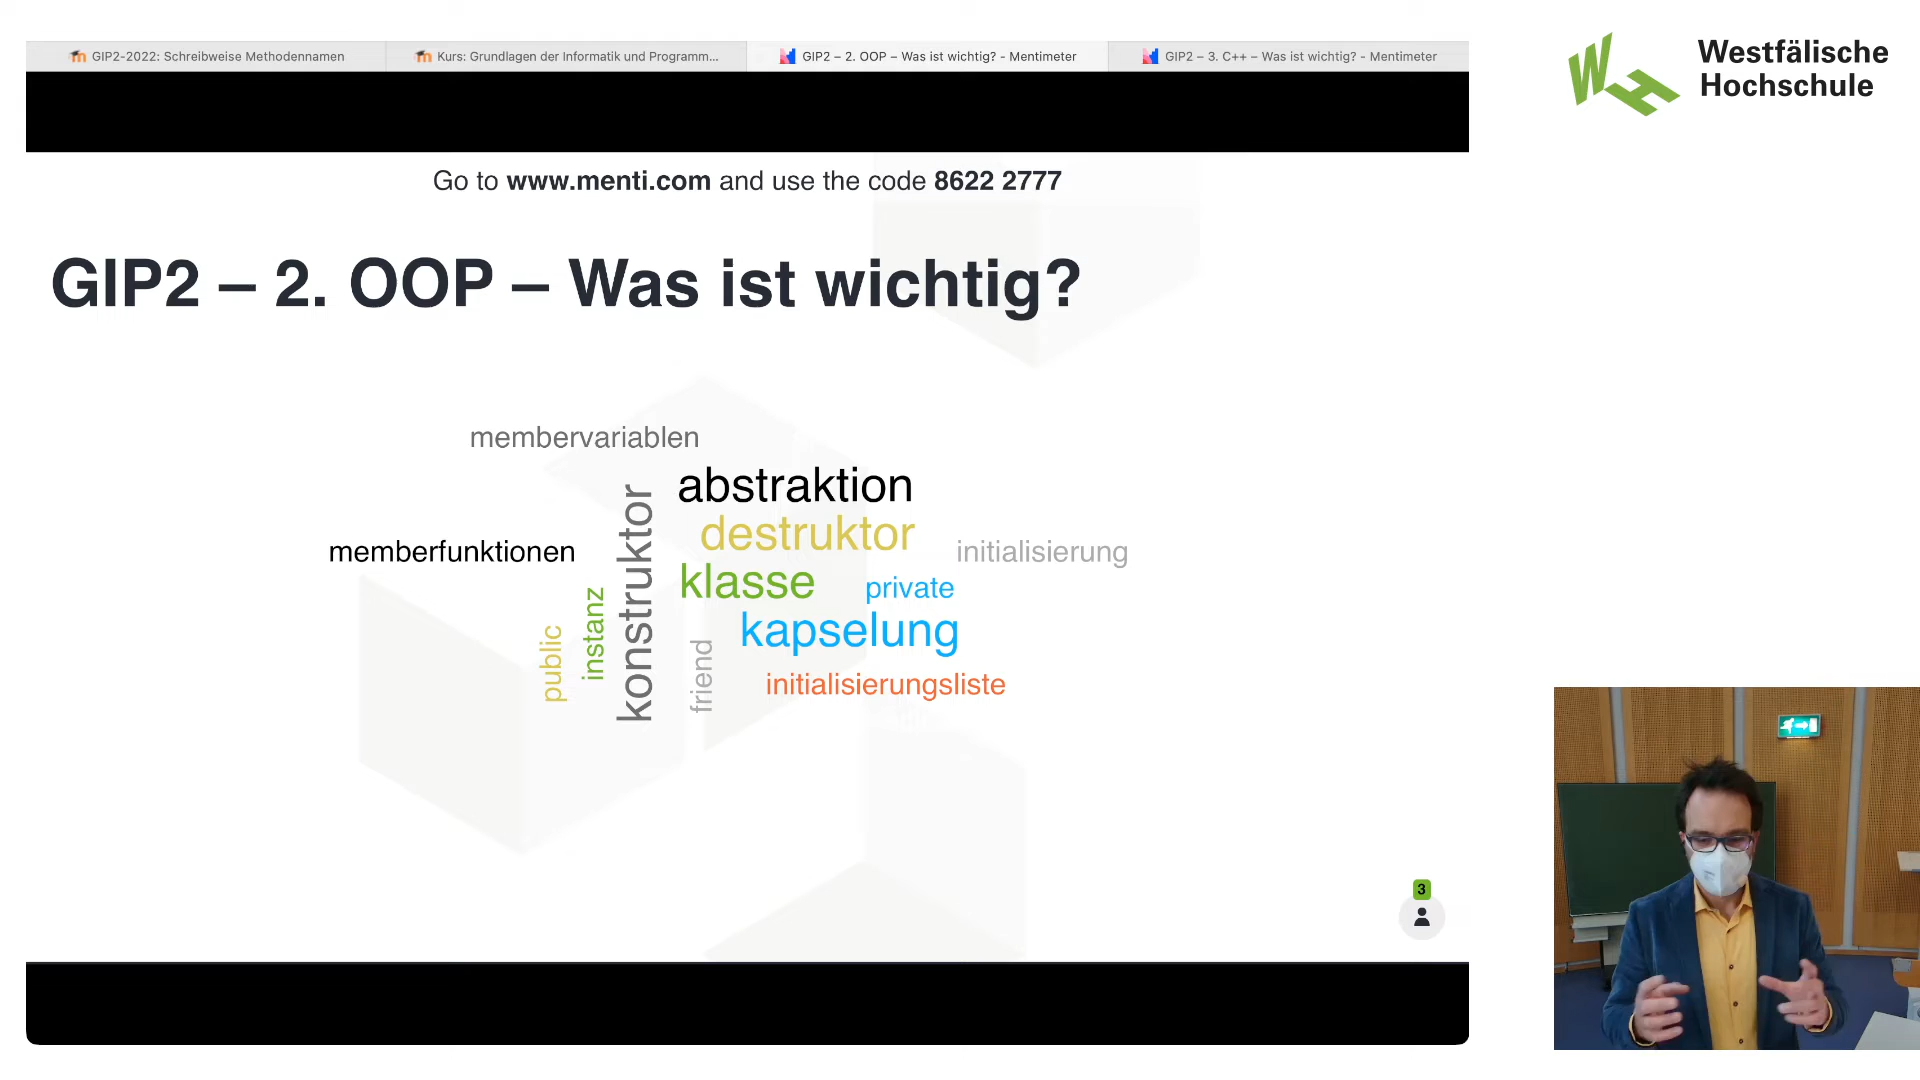 GIP2-2022: Schreibweise Methodennamen
Kurs: Grundlagen der Informatik und Programm...
GIP2 – 2. OOP – Was ist wichtig? - Mentimeter
GIP2 – 3. C++ – Was ist wichtig? - Mentimeter
Westfälische
Hochschule
Go to www.menti.com and use the code 8622 2777
GIP2 – 2. OOP – Was ist wichtig?
membervariablen
abstraktion
destruktor
memberfunktionen
initialisierung
klasse
private
kapselung
public
instanz
konstruktor
friend
initialisierungsliste
3